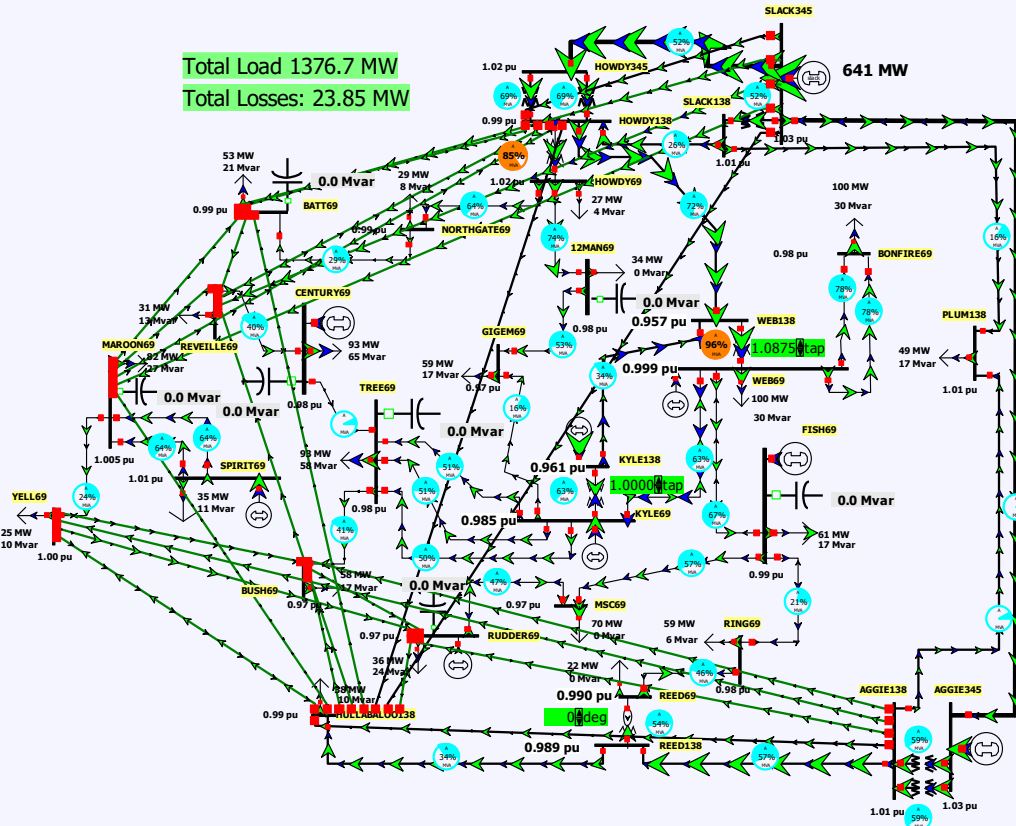 SLACK345
Total Load 1376.7 MW
Total Losses: 23.85 MW
52%
1.02 pu
HOWDY345
641 MW
slack
69%
69%
52%
SLACK138
0.99 pu
HOWDY138
1.03 pu
85%
26%
1.01 pu
53 MW
21 Mvar
0.0 Mvar
29 MW
8 Mvar
1.02 pu
HOWDY69
27 MW
4 Mvar
0.99 pu
BATT69
64%
72%
100 MW
30 Mvar
0.99 pu
NORTHGATE69
74%
16%
12MAN69
0.98 pu
BONFIRE69
29%
34 MW
0 Mvar
CENTURY69
78%
78%
0.0 Mvar
31 MW
13 Mvar
40%
GIGEM69
0.98 pu
0.957 pu
WEB138
PLUM138
MAROON69
REVEILLE69
93 MW
65 Mvar
53%
96%
1.0875 tap
82 MW
27 Mvar
59 MW
17 Mvar
34%
0.999 pu
49 MW
17 Mvar
0.0 Mvar
TREE69
0.97 pu
WEB69
0.98 pu
0.0 Mvar
16%
100 MW
30 Mvar
1.01 pu
64%
64%
0.0 Mvar
FISH69
1.005 pu
93 MW
58 Mvar
51%
0.961 pu
KYLE138
63%
SPIRIT69
1.01 pu
51%
63%
1.0000 tap
YELL69
24%
35 MW
11 Mvar
0.98 pu
0.985 pu
KYLE69
67%
0.0 Mvar
25 MW
10 Mvar
41%
50%
61 MW
17 Mvar
1.00 pu
57%
0.99 pu
58 MW
17 Mvar
0.0 Mvar
47%
BUSH69
0.97 pu
0.97 pu
MSC69
21%
70 MW
0 Mvar
59 MW
6 Mvar
RING69
0.97 pu
RUDDER69
36 MW
24 Mvar
22 MW
0 Mvar
46%
0.98 pu
38 MW
10 Mvar
0.990 pu
REED69
AGGIE138
AGGIE345
0.99 pu
HULLABALOO138
0 deg
54%
0.989 pu
REED138
59%
34%
57%
1.01 pu
1.03 pu
59%